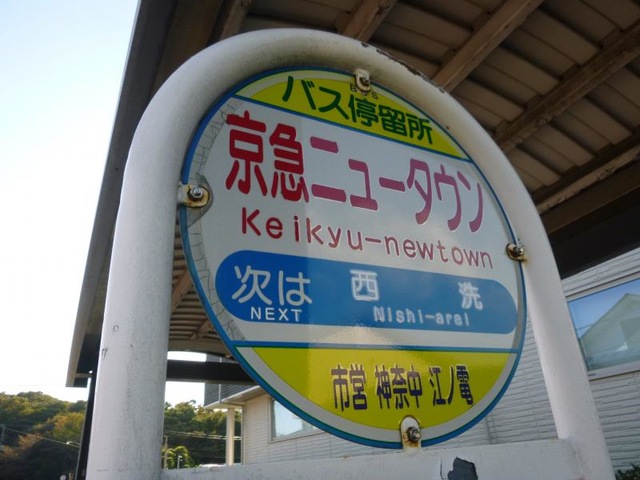 BUS
バス停留所
京急ニュータウン
Keikyu-newtown
次は 西 洗
NEXT Nishi-arai
市営 神奈中 江ノ電